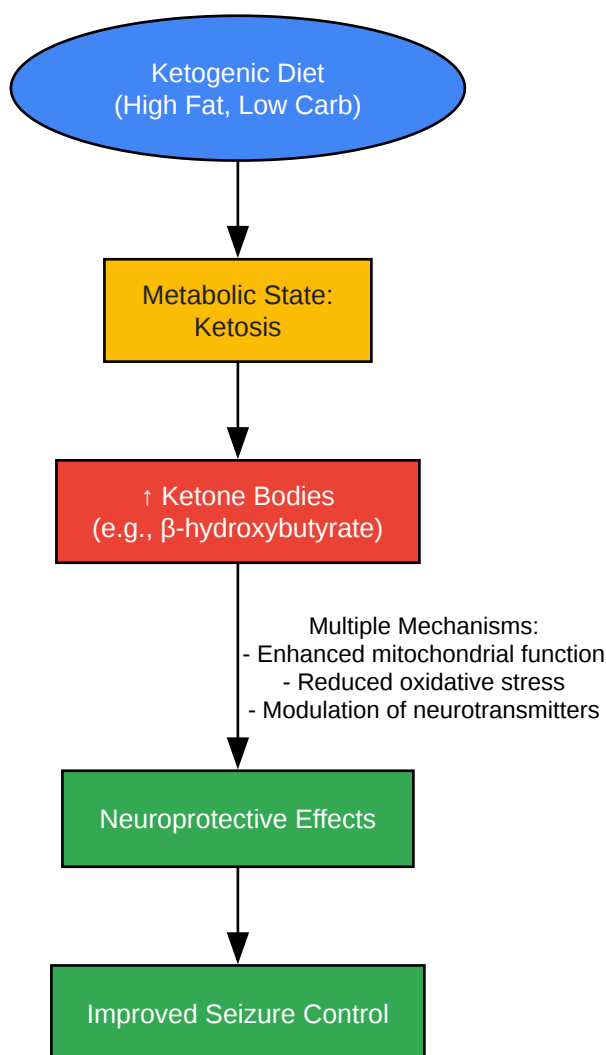 Ketogenic Diet
(High Fat, Low Carb)
Metabolic State:
Ketosis
↑ Ketone Bodies
(e.g., β-hydroxybutyrate)
Multiple Mechanisms:
- Enhanced mitochondrial function
- Reduced oxidative stress
- Modulation of neurotransmitters
Neuroprotective Effects
Improved Seizure Control